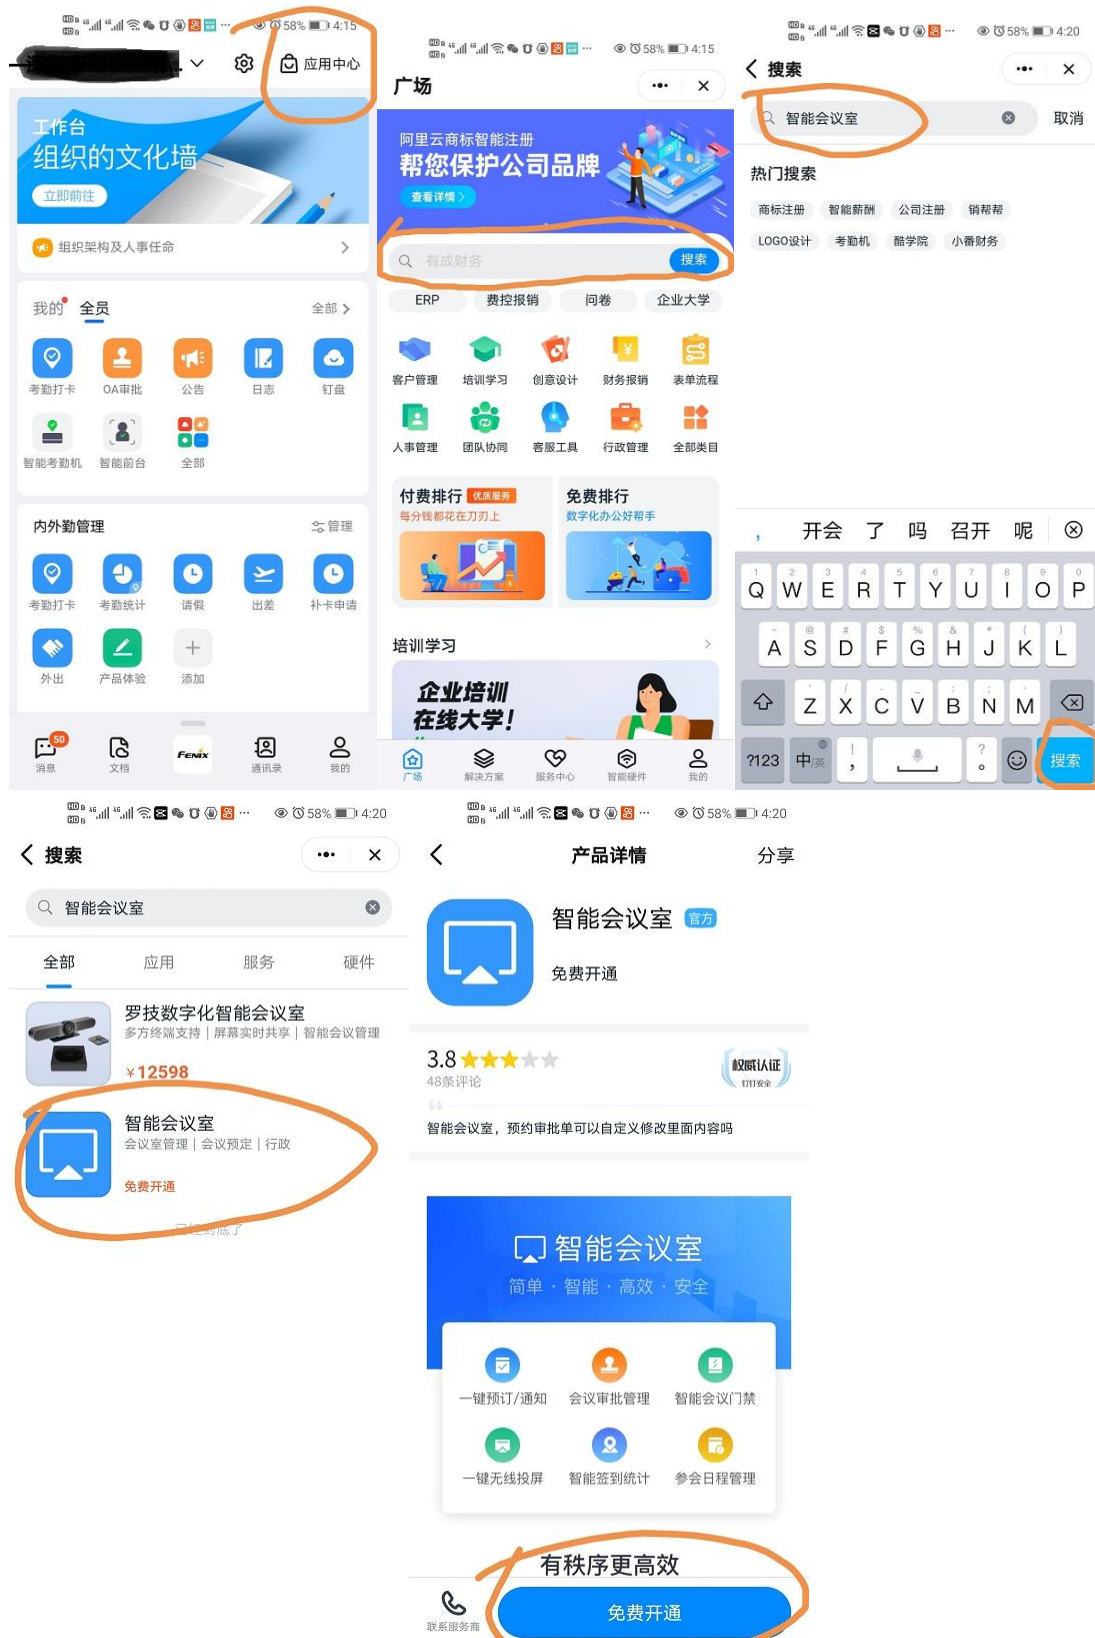 58% 4:15
应用中心
工作台
组织的文化墙
立即前往
组织架构及人事任命
我的 全员 全部
考勤打卡 OA审批 公告 日志 钉盘
智能考勤机 智能前台 全部
内外勤管理 管理
考勤打卡 考勤统计 请假 出差 补卡申请
外出 产品体验 添加
50
消息 文档 FENIX 通讯录 我的
58% 4:15
广场
阿里云商标智能注册
帮您保护公司品牌
查看详情
有成财务 搜索
ERP 费控报销 问卷 企业大学
客户管理 培训学习 创意设计 财务报销 表单流程
人事管理 团队协同 客服工具 行政管理 全部类目
付费排行 优质服务
每分钱都花在刀刃上
免费排行
数字化办公好帮手
培训学习
企业培训
在线大学!
广场 解决方案 服务中心 智能硬件 我的
58% 4:20
搜索
智能会议室 取消
热门搜索
商标注册 智能薪酬 公司注册 销帮帮
LOGO设计 考勤机 酷学院 小番财务
, 开会 了 吗 召开 呢
1 2 3 4 5 6 7 8 9 0
Q W E R T Y U I O P
~ @ # $ % & * ( )
A S D F G H J K L
Z X C V B N M
?123 中/英 ! , ? 。 搜索
58% 4:20
搜索
智能会议室
全部 应用 服务 硬件
罗技数字化智能会议室
多方终端支持 | 屏幕实时共享 | 智能会议管理
¥12598
智能会议室
会议室管理 | 会议预定 | 行政
免费开通
已经到底了
58% 4:20
产品详情 分享
智能会议室 官方
免费开通
3.8
48条评论
权威认证
钉钉安全
智能会议室，预约审批单可以自定义修改里面内容吗
智能会议室
简单 · 智能 · 高效 · 安全
一键预订/通知 会议审批管理 智能会议门禁
一键无线投屏 智能签到统计 参会日程管理
有秩序更高效
联系服务商 免费开通